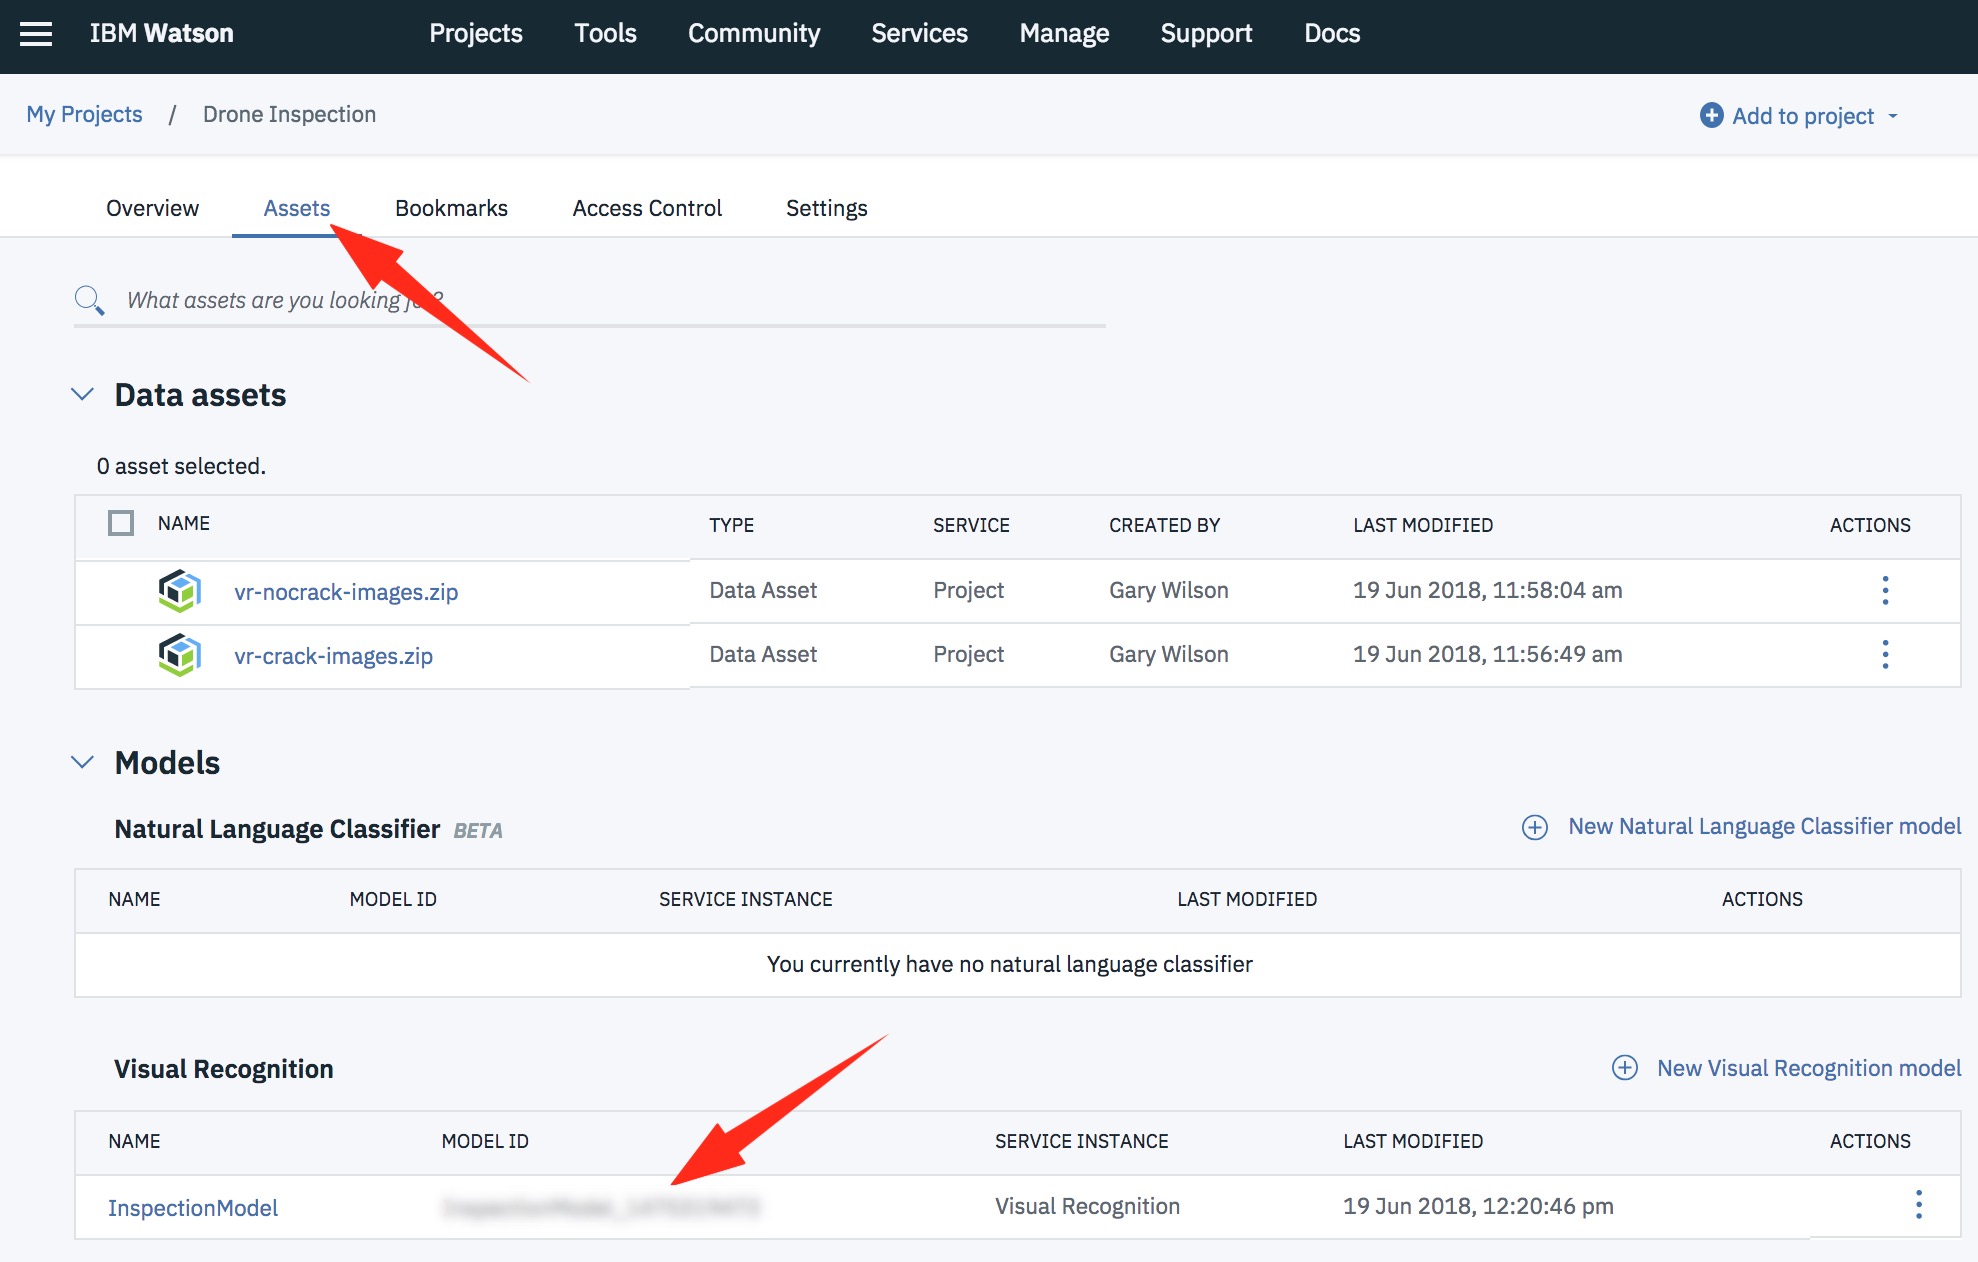 IBM Watson Projects Tools Community Services Manage Support Docs
My Projects / Drone Inspection Add to project
Overview Assets Bookmarks Access Control Settings
What assets are you looking ?
Data assets
0 asset selected.
NAME TYPE SERVICE CREATED BY LAST MODIFIED ACTIONS
vr-nocrack-images.zip Data Asset Project Gary Wilson 19 Jun 2018, 11:58:04 am
vr-crack-images.zip Data Asset Project Gary Wilson 19 Jun 2018, 11:56:49 am
Models
Natural Language Classifier BETA New Natural Language Classifier model
NAME MODEL ID SERVICE INSTANCE LAST MODIFIED ACTIONS
You currently have no natural language classifier
Visual Recognition New Visual Recognition model
NAME MODEL ID SERVICE INSTANCE LAST MODIFIED ACTIONS
InspectionModel Visual Recognition 19 Jun 2018, 12:20:46 pm